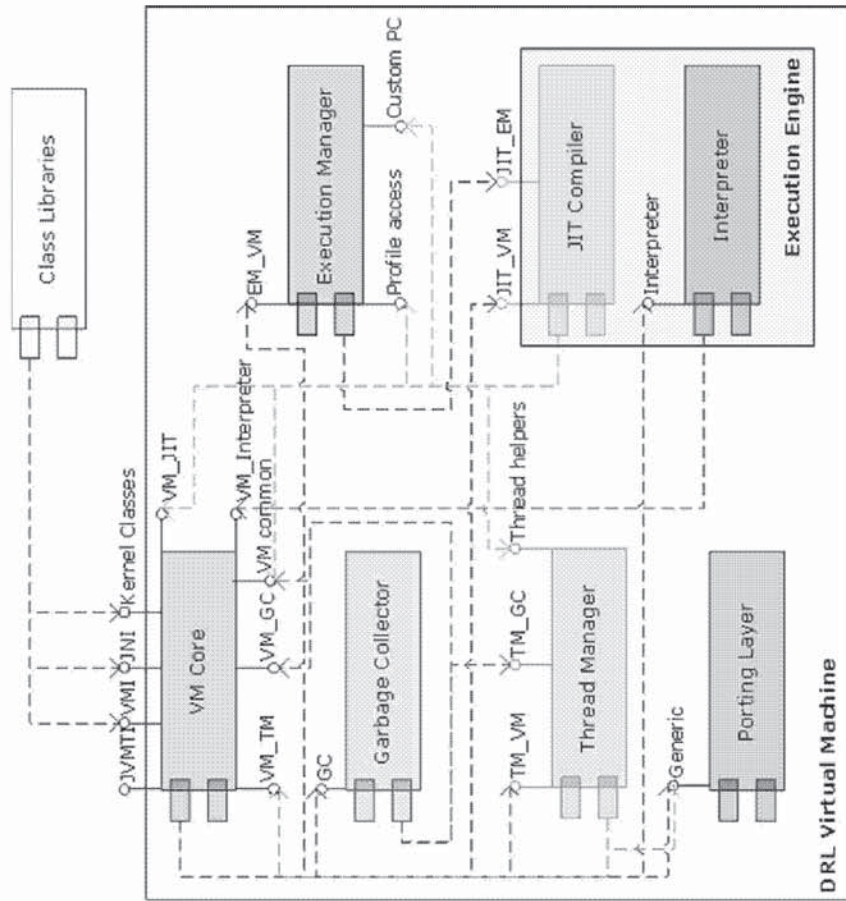 Class Libraries
JVMTI
VMI
JNI
Kernel Classes
VM Core
VM_JIT
VM_Interpreter
VM common
VM_GC
VM_TM
EM_VM
Execution Manager
Custom PC
Profile access
GC
Garbage Collector
Thread helpers
TM_GC
TM_VM
Thread Manager
JIT_VM
JIT_EM
JIT Compiler
Interpreter
Interpreter
Execution Engine
Generic
Porting Layer
DRL Virtual Machine